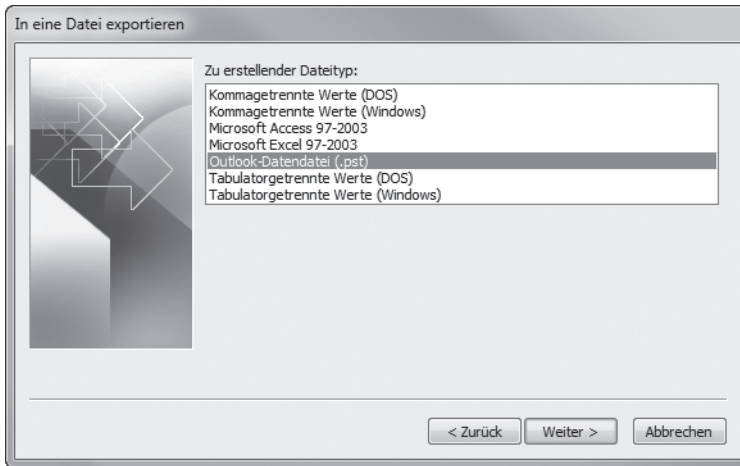 In eine Datei exportieren
Zu erstellender Dateityp:
Kommagetrennte Werte (DOS)
Kommagetrennte Werte (Windows)
Microsoft Access 97-2003
Microsoft Excel 97-2003
Outlook-Datendatei (.pst)
Tabulatorgetrennte Werte (DOS)
Tabulatorgetrennte Werte (Windows)
< Zurück Weiter > Abbrechen